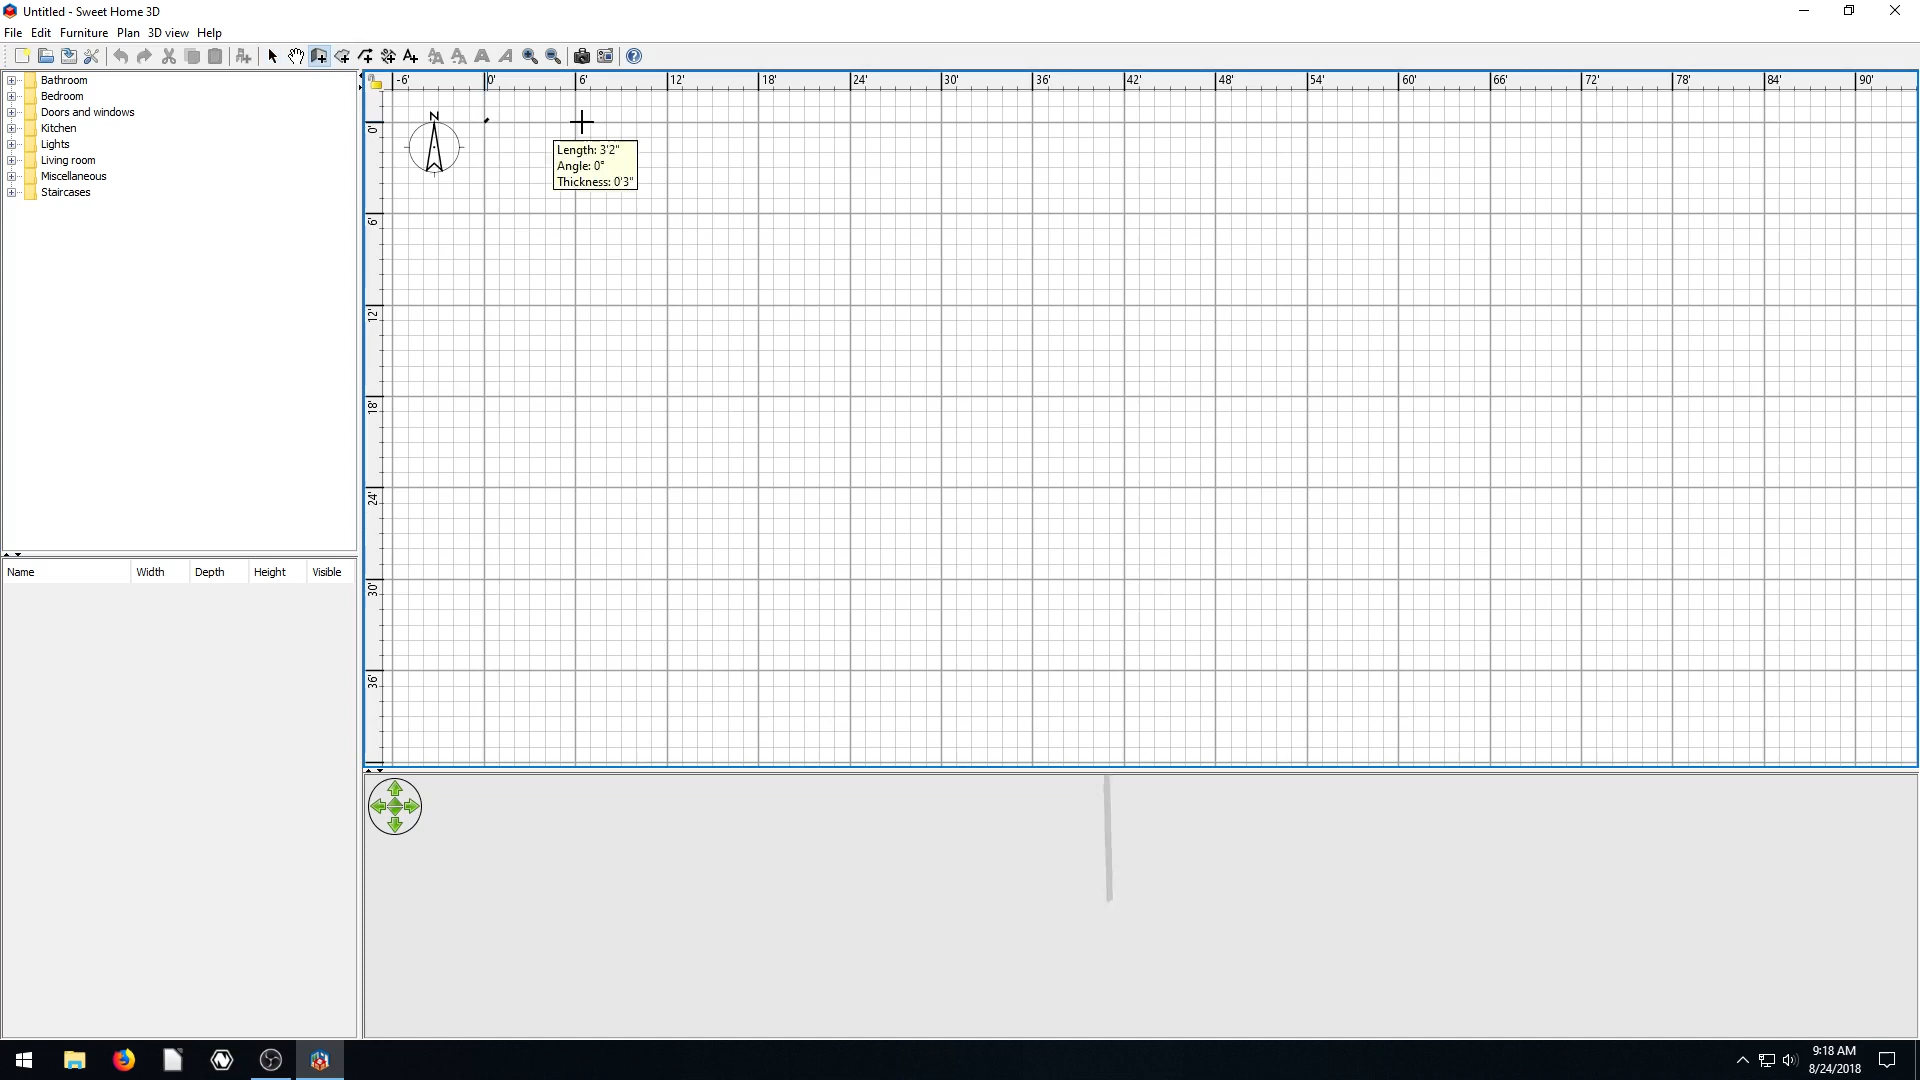 Untitled - Sweet Home 3D
File Edit Furniture Plan 3D view Help
Bathroom
Bedroom
Doors and windows
Kitchen
Lights
Living room
Miscellaneous
Staircases
Name Width Depth Height Visible
-6' 0' 6' 12' 18' 24' 30' 36' 42' 48' 54' 60' 66' 72' 78' 84' 90'
0'
6'
12'
18'
24'
30'
36'
N
Length: 3'2"
Angle: 0°
Thickness: 0'3"
9:18 AM
8/24/2018